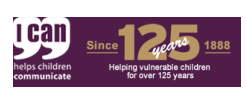 I can
helps children
communicate
Since 125 years 1888
Helping vulnerable children
for over 125 years